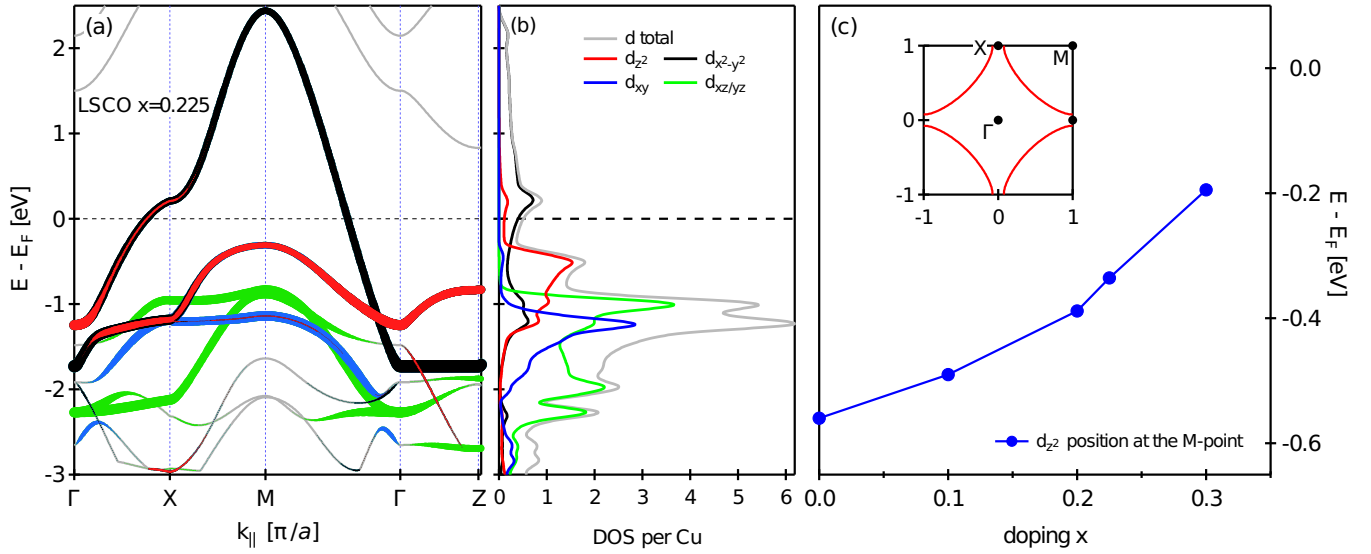 (a)
LSCO x=0.225
E - E_F [eV]
2
1
0
-1
-2
-3
Γ X M Γ Z
k_|| [π/a]
(b)
d total
d_z² d_x²-y²
d_xy d_xz/yz
0 1 2 3 4 5 6
DOS per Cu
(c)
1
0
-1
-1 0 1
X
M
Γ
0.0
-0.2
-0.4
-0.6
E - E_F [eV]
d_z² position at the M-point
0.0 0.1 0.2 0.3
doping x